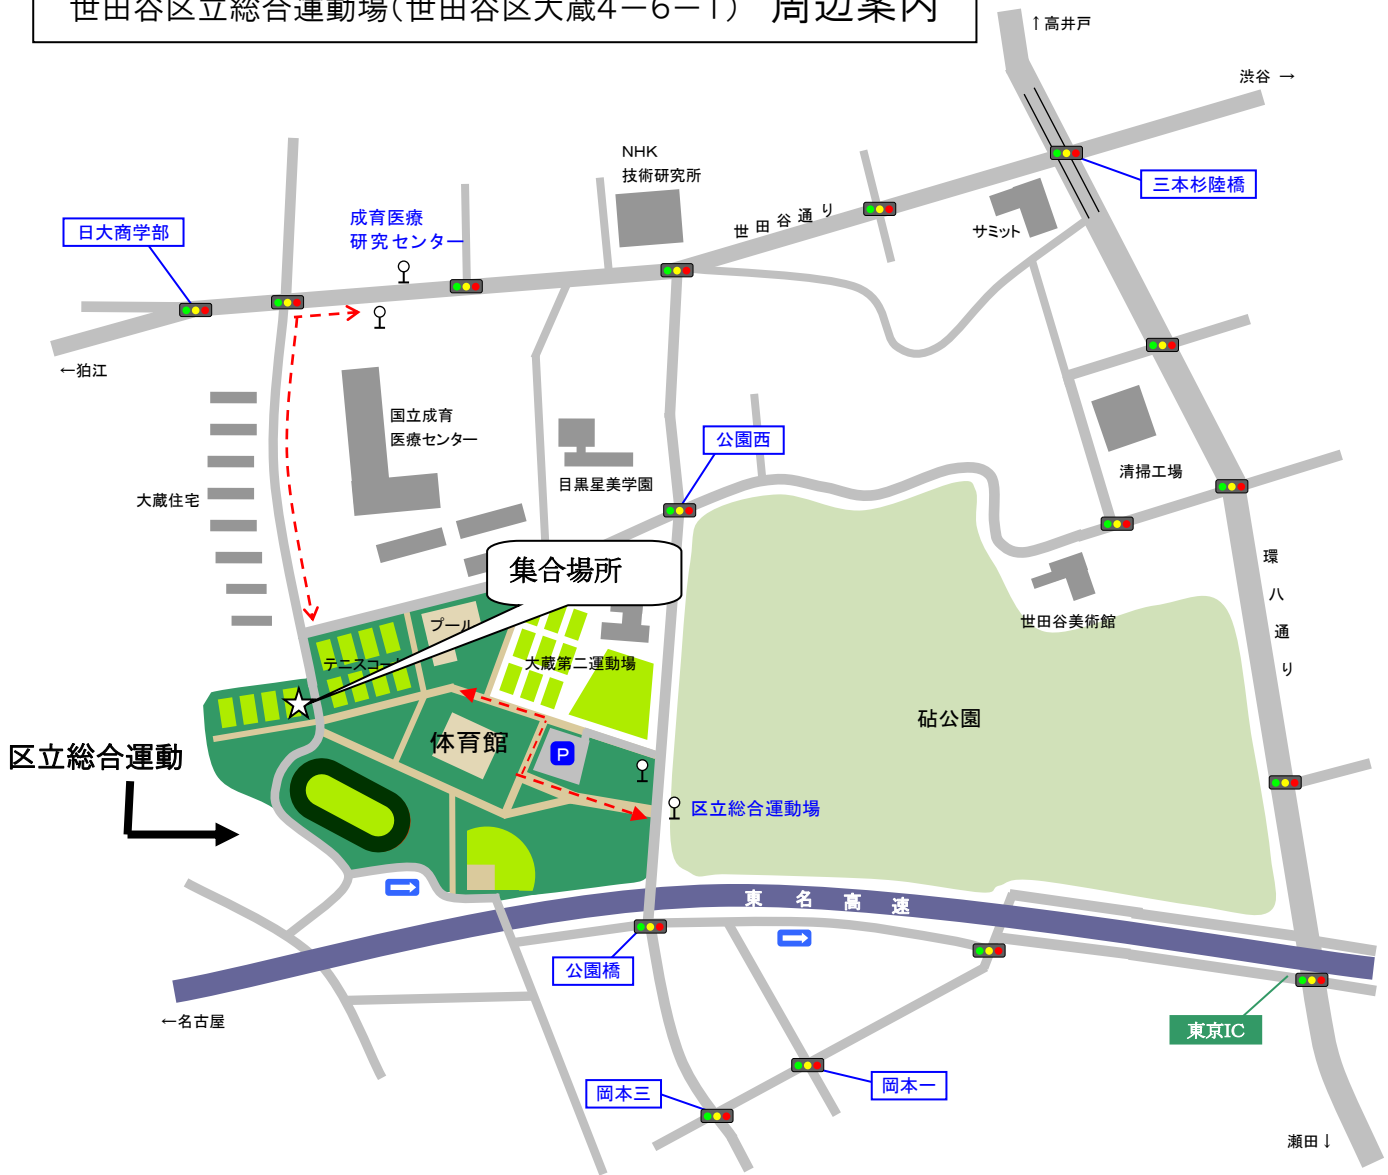 世田谷区立総合運動場(世田谷区大蔵4－6－1) 周辺案内
↑高井戸
渋谷 →
NHK
技術研究所
三本杉陸橋
世田谷通り
サミット
成育医療
研究センター
日大商学部
←狛江
国立成育
医療センター
公園西
目黒星美学園
清掃工場
大蔵住宅
環八通り
集合場所
世田谷美術館
プール
テニスコート
大蔵第二運動場
砧公園
体育館
P
区立総合運動
区立総合運動場
東名高速
公園橋
←名古屋
東京IC
岡本三
岡本一
瀬田↓